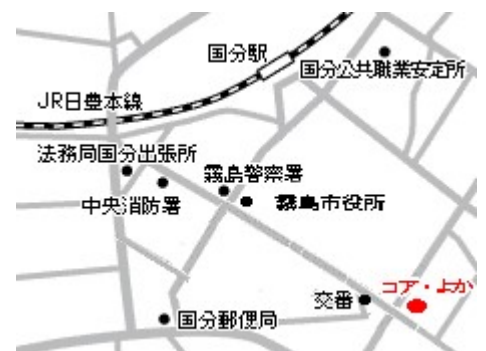 国分駅
国分公共職業安定所
JR日豊本線
法務局国分出張所
霧島警察署
中央消防署
霧島市役所
コア・よか
交番
国分郵便局